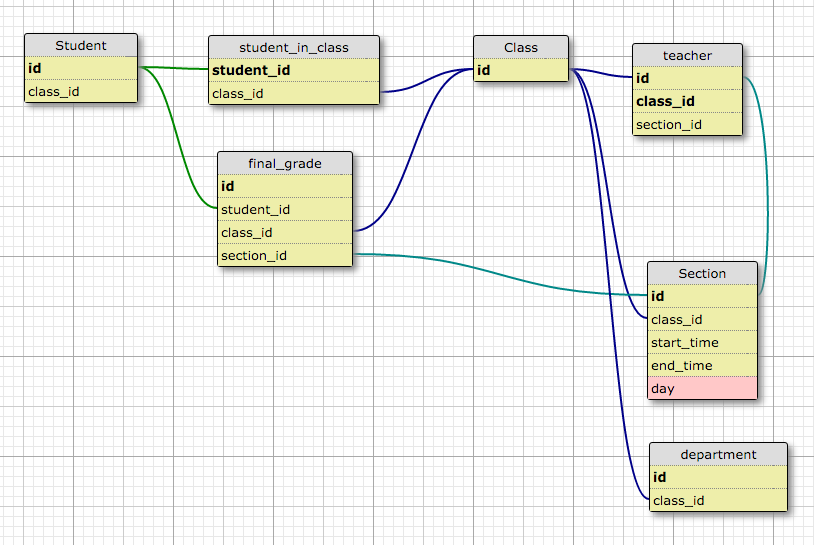 Student
id
class_id
student_in_class
student_id
class_id
Class
id
teacher
id
class_id
section_id
final_grade
id
student_id
class_id
section_id
Section
id
class_id
start_time
end_time
day
department
id
class_id